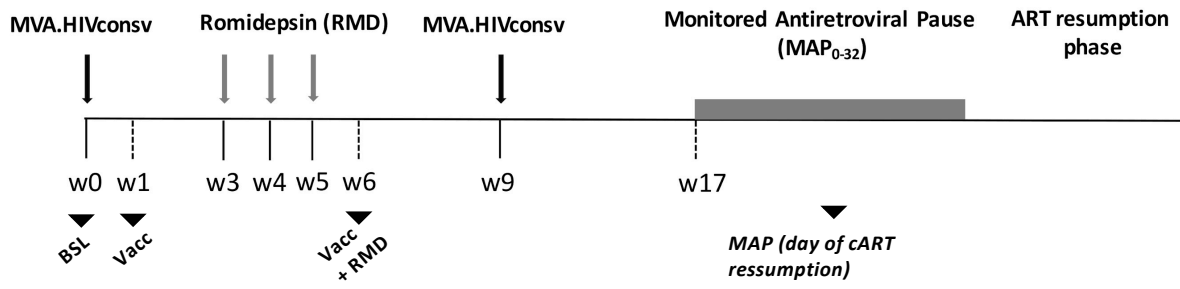 MVA.HIVconsv
Romidepsin (RMD)
MVA.HIVconsv
Monitored Antiretroviral Pause
(MAP0-32)
ART resumption
phase
w0
w1
w3
w4
w5
w6
w9
w17
BSL
Vacc
Vacc
+ RMD
MAP (day of cART
ressumption)